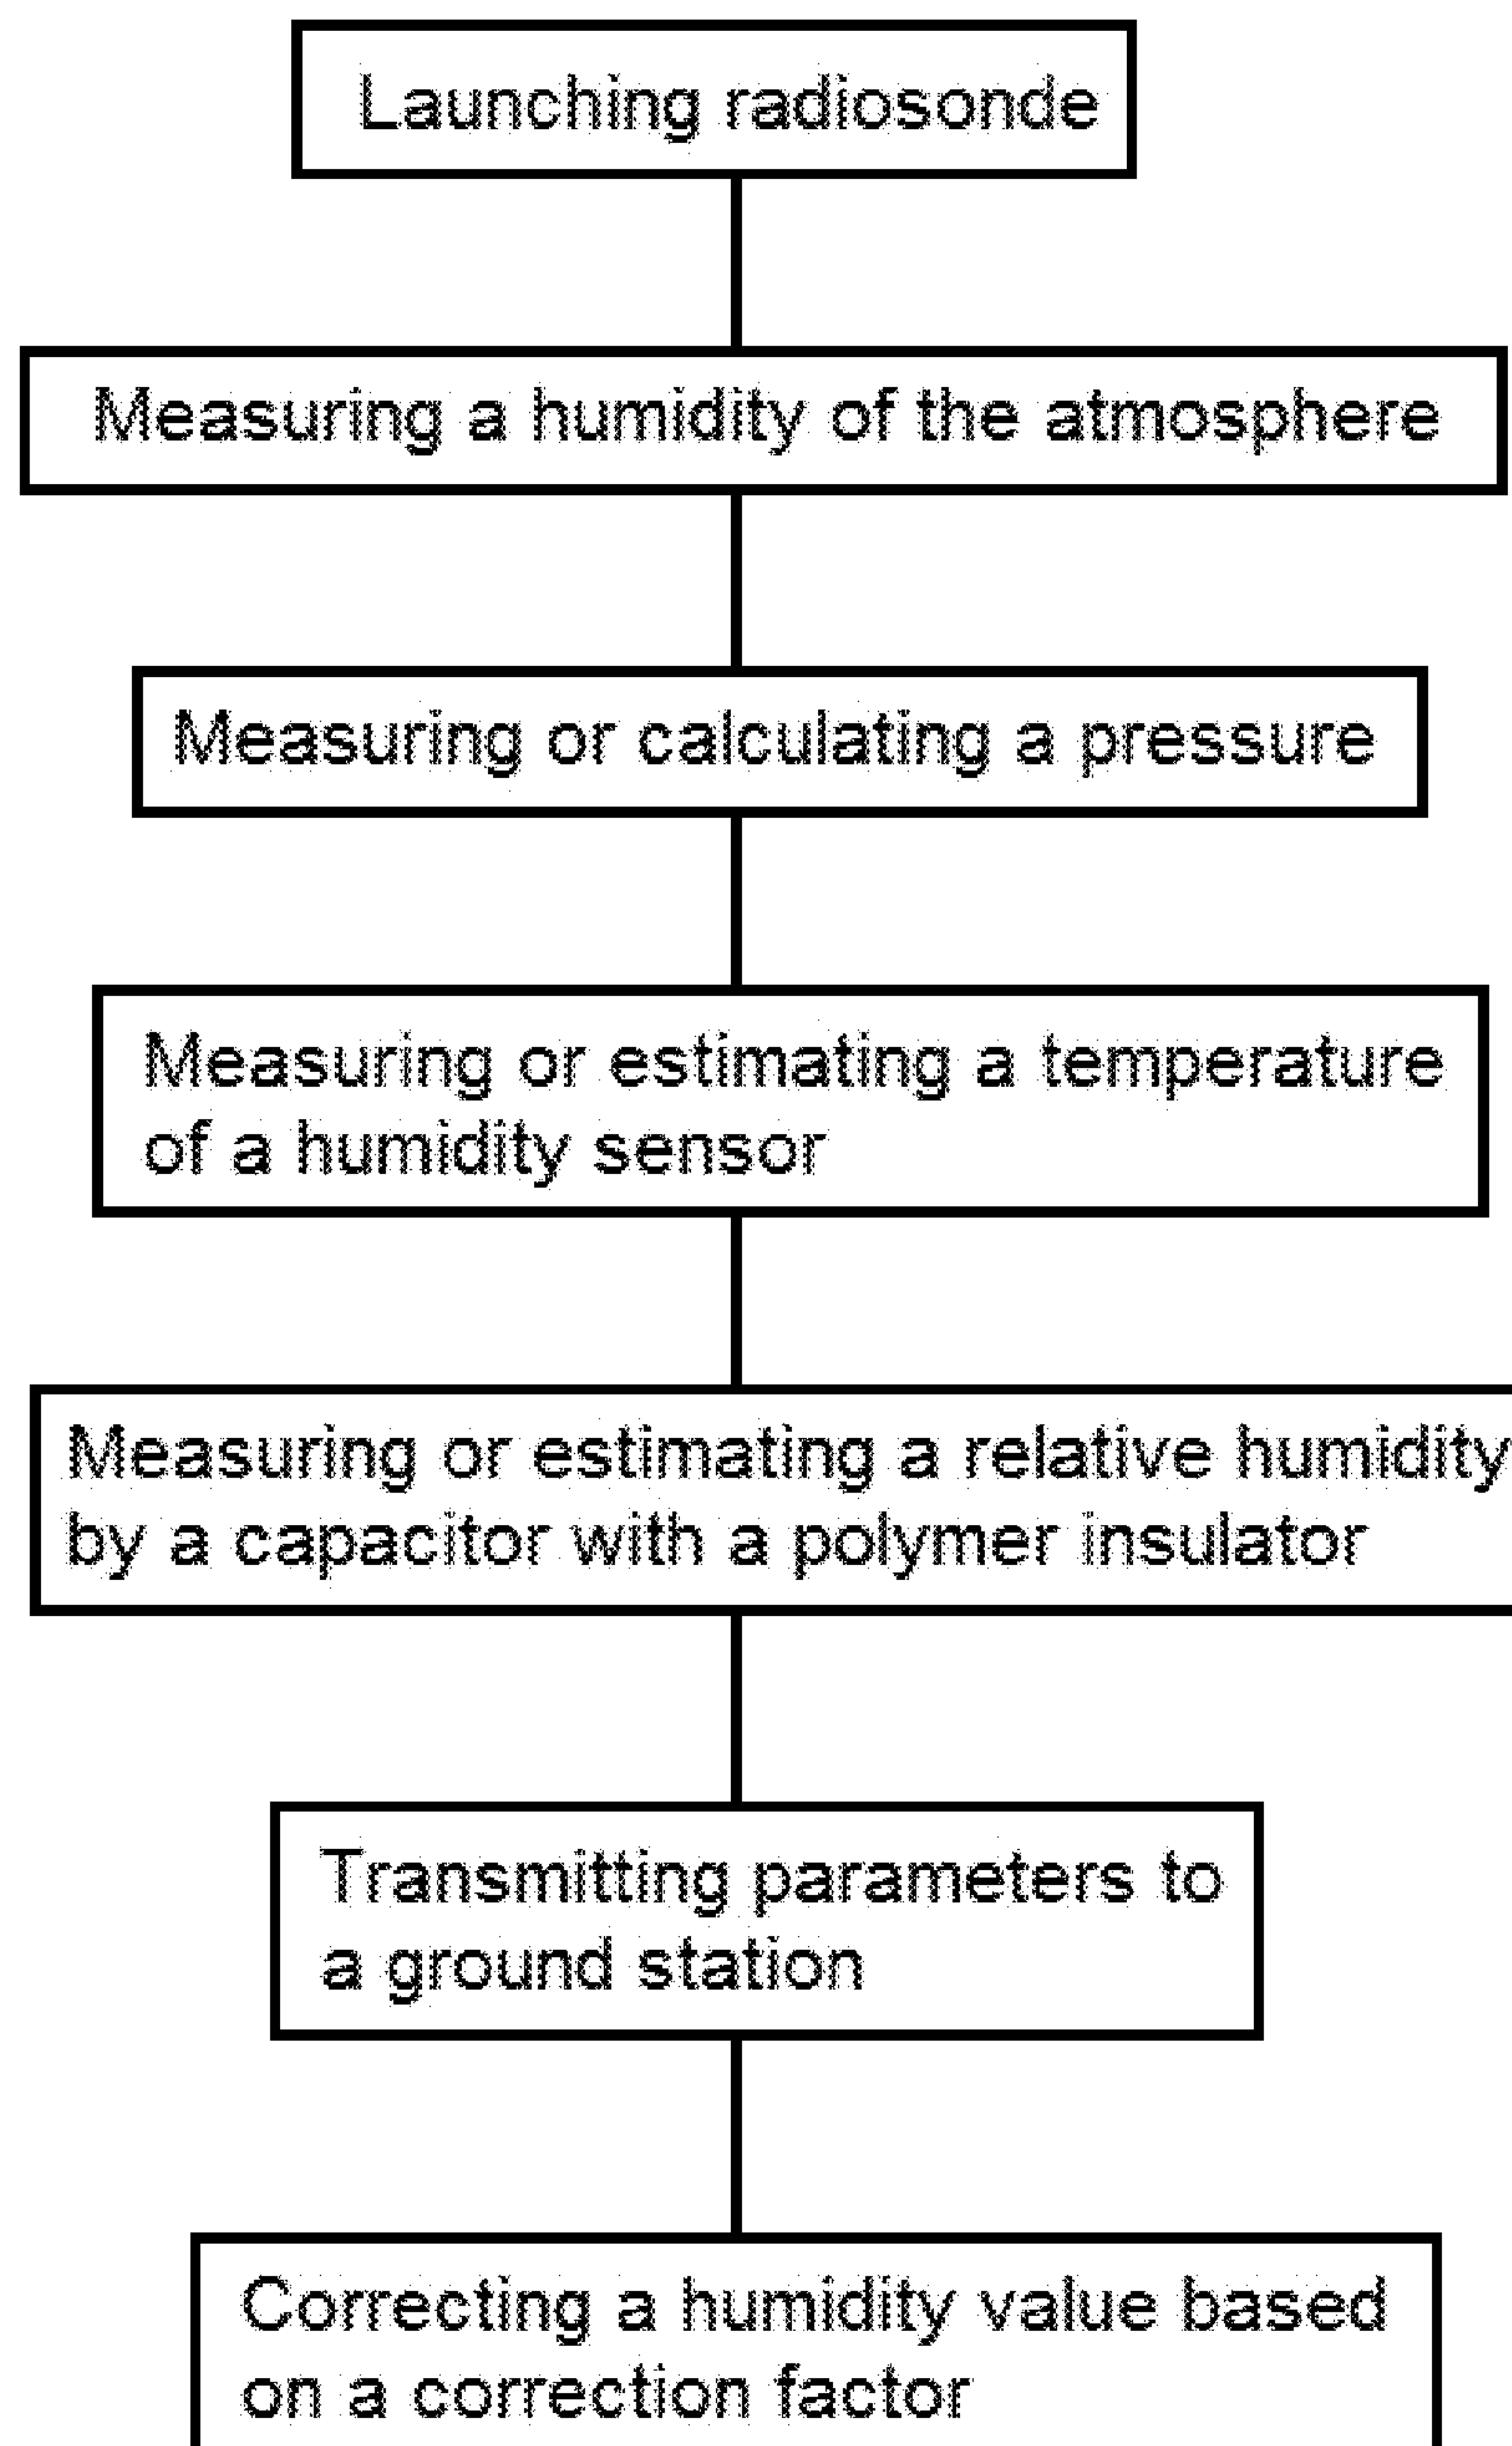 Launching radiosonde
Measuring a humidity of the atmosphere
Measuring or calculating a pressure
Measuring or estimating a temperature
of a humidity sensor
Measuring or estimating a relative humidity
by a capacitor with a polymer insulator
Transmitting parameters to
a ground station
Correcting a humidity value based
on a correction factor